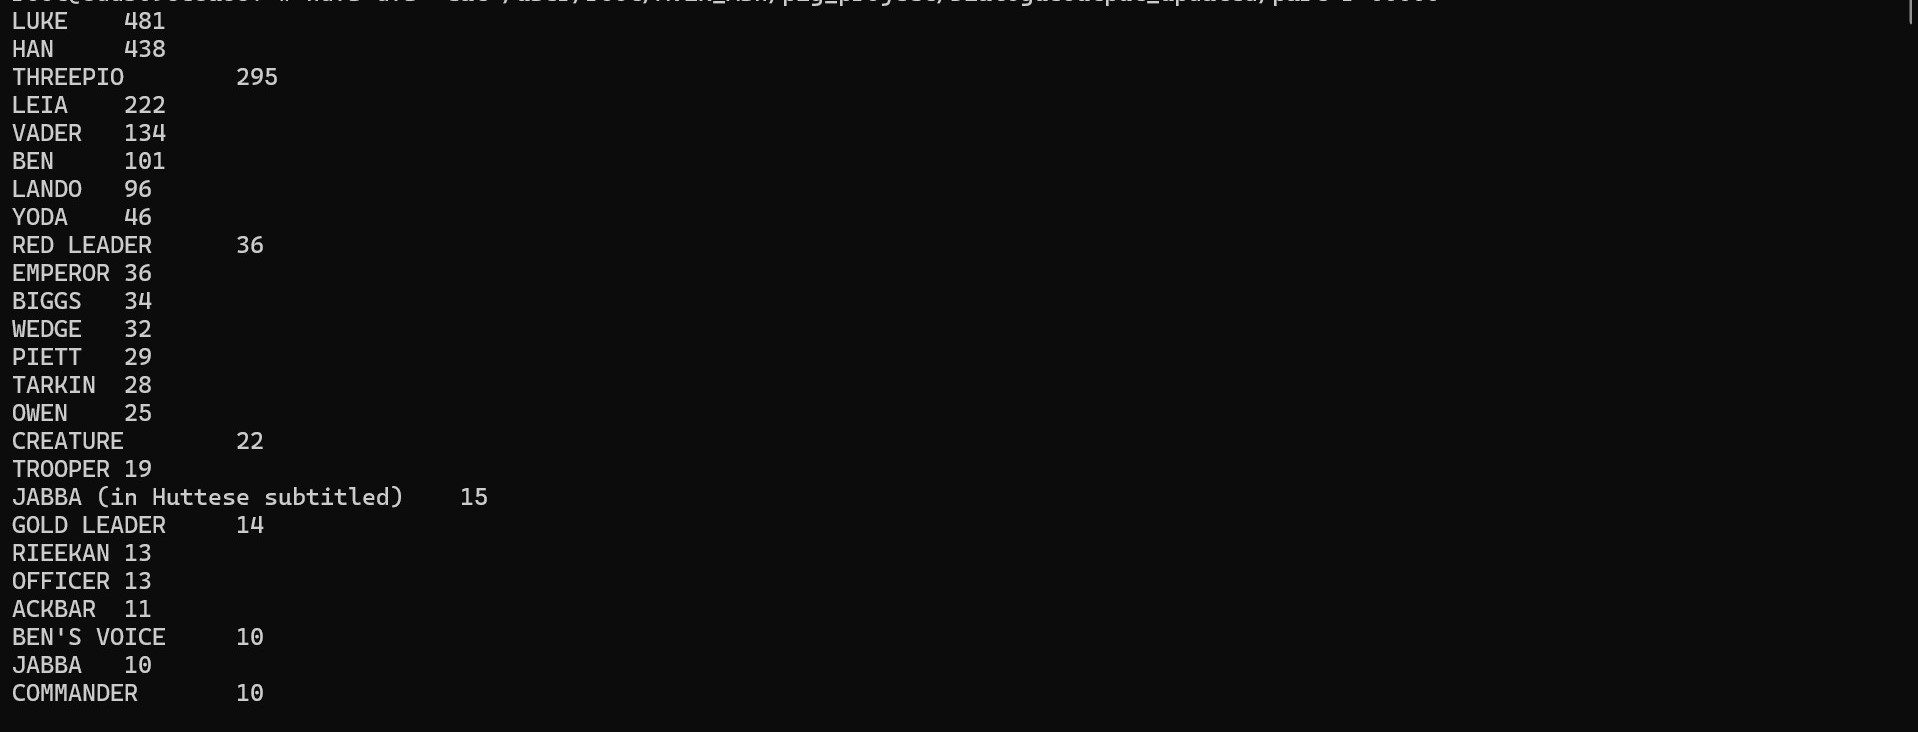 LUKE 481
HAN 438
THREEPIO 295
LEIA 222
VADER 134
BEN 101
LANDO 96
YODA 46
RED LEADER 36
EMPEROR 36
BIGGS 34
WEDGE 32
PIETT 29
TARKIN 28
OWEN 25
CREATURE 22
TROOPER 19
JABBA (in Huttese subtitled) 15
GOLD LEADER 14
RIEEKAN 13
OFFICER 13
ACKBAR 11
BEN'S VOICE 10
JABBA 10
COMMANDER 10